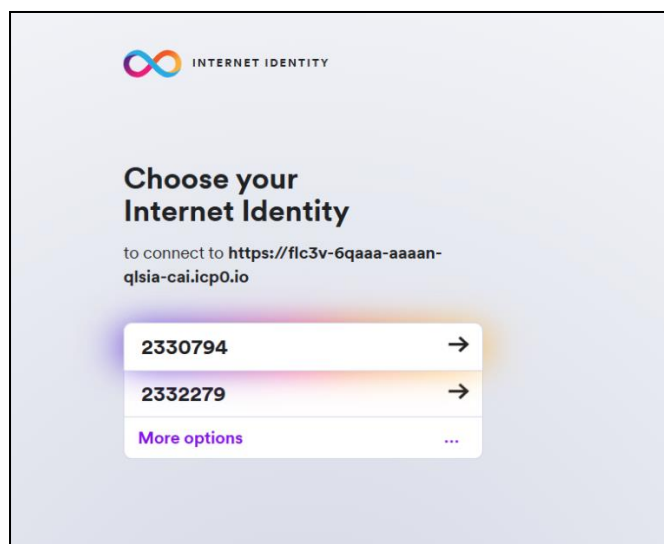 INTERNET IDENTITY
Choose your
Internet Identity
to connect to https://flc3v-6qaaa-aaaan-
qlsia-cai.icp0.io
2330794 →
2332279 →
More options ...